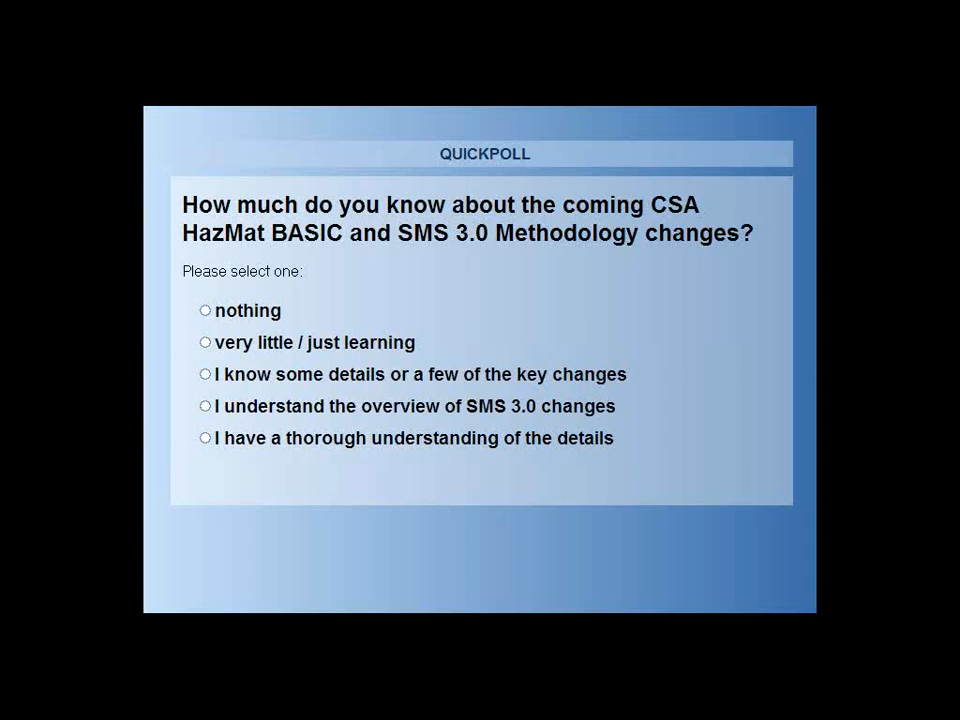 QUICKPOLL
How much do you know about the coming CSA
HazMat BASIC and SMS 3.0 Methodology changes?
Please select one:
nothing
very little / just learning
I know some details or a few of the key changes
I understand the overview of SMS 3.0 changes
I have a thorough understanding of the details